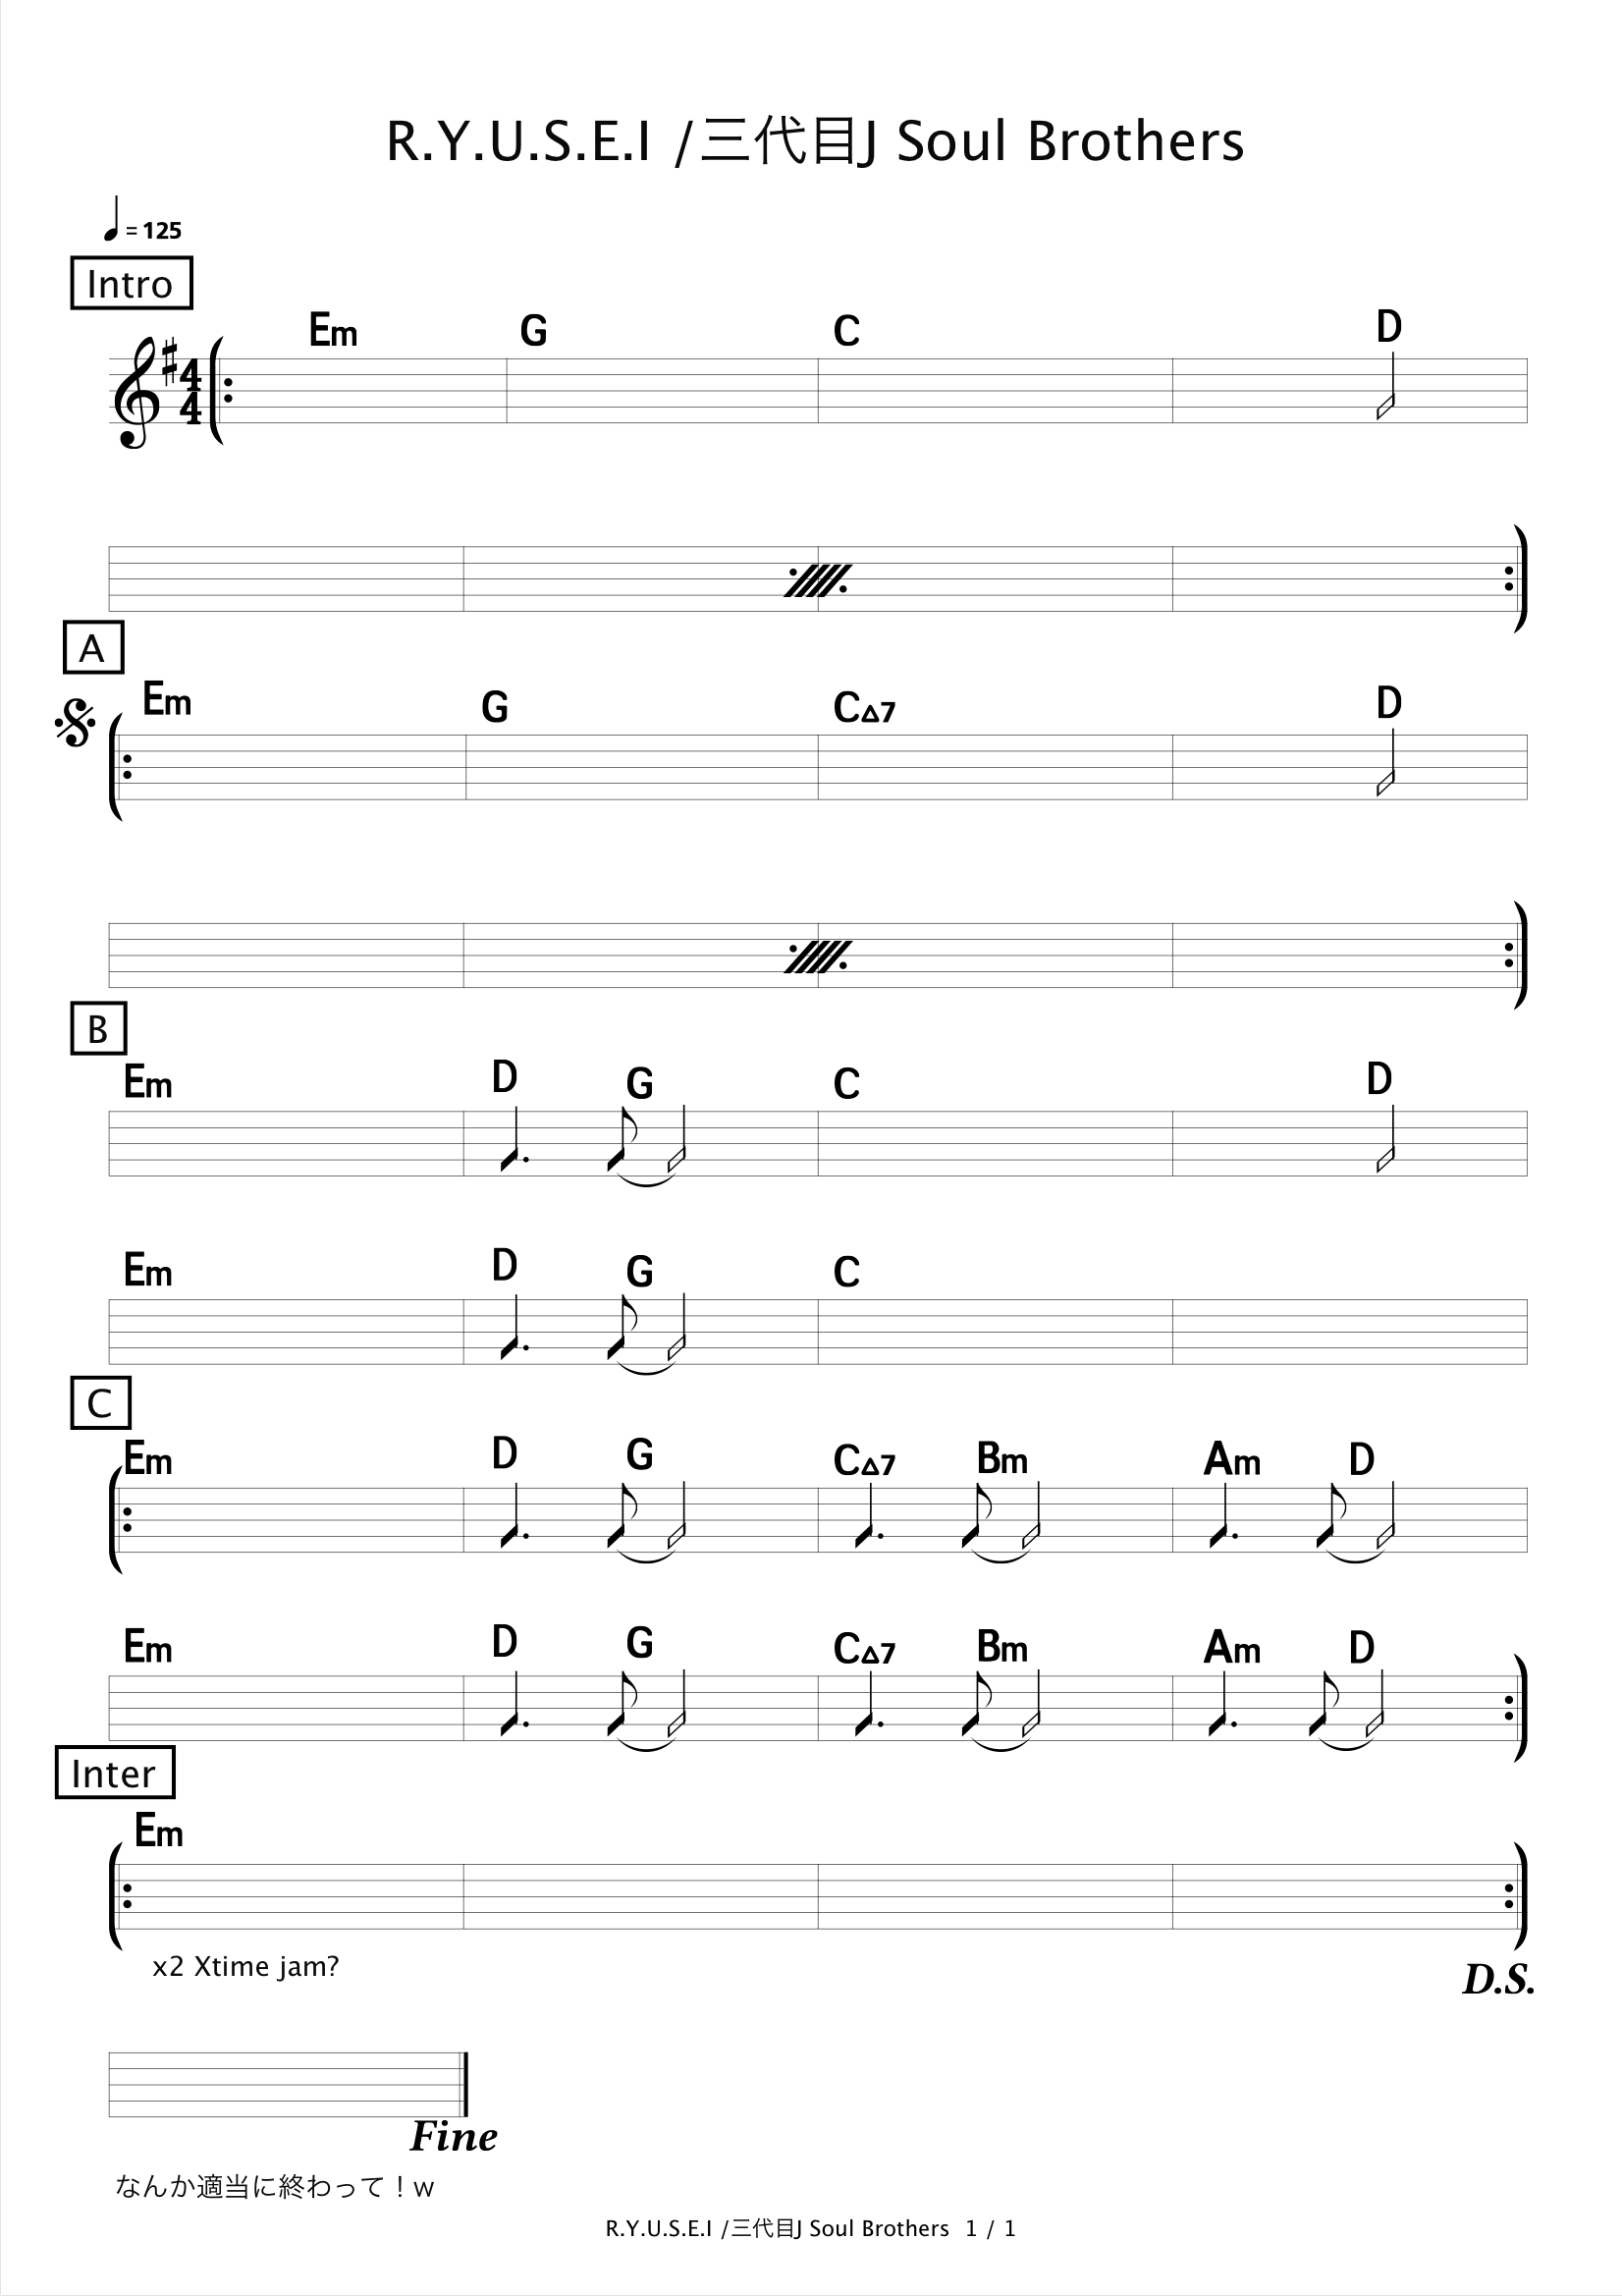 R.Y.U.S.E.I /三代目J Soul Brothers
= 125
Intro
Em G C D
A
Em G C△7 D
B
Em D G C D
Em D G C
C
Em D G C△7 Bm Am D
Em D G C△7 Bm Am D
Inter
Em
x2 Xtime jam?
D.S.
Fine
なんか適当に終わって！w
R.Y.U.S.E.I /三代目J Soul Brothers 1 / 1